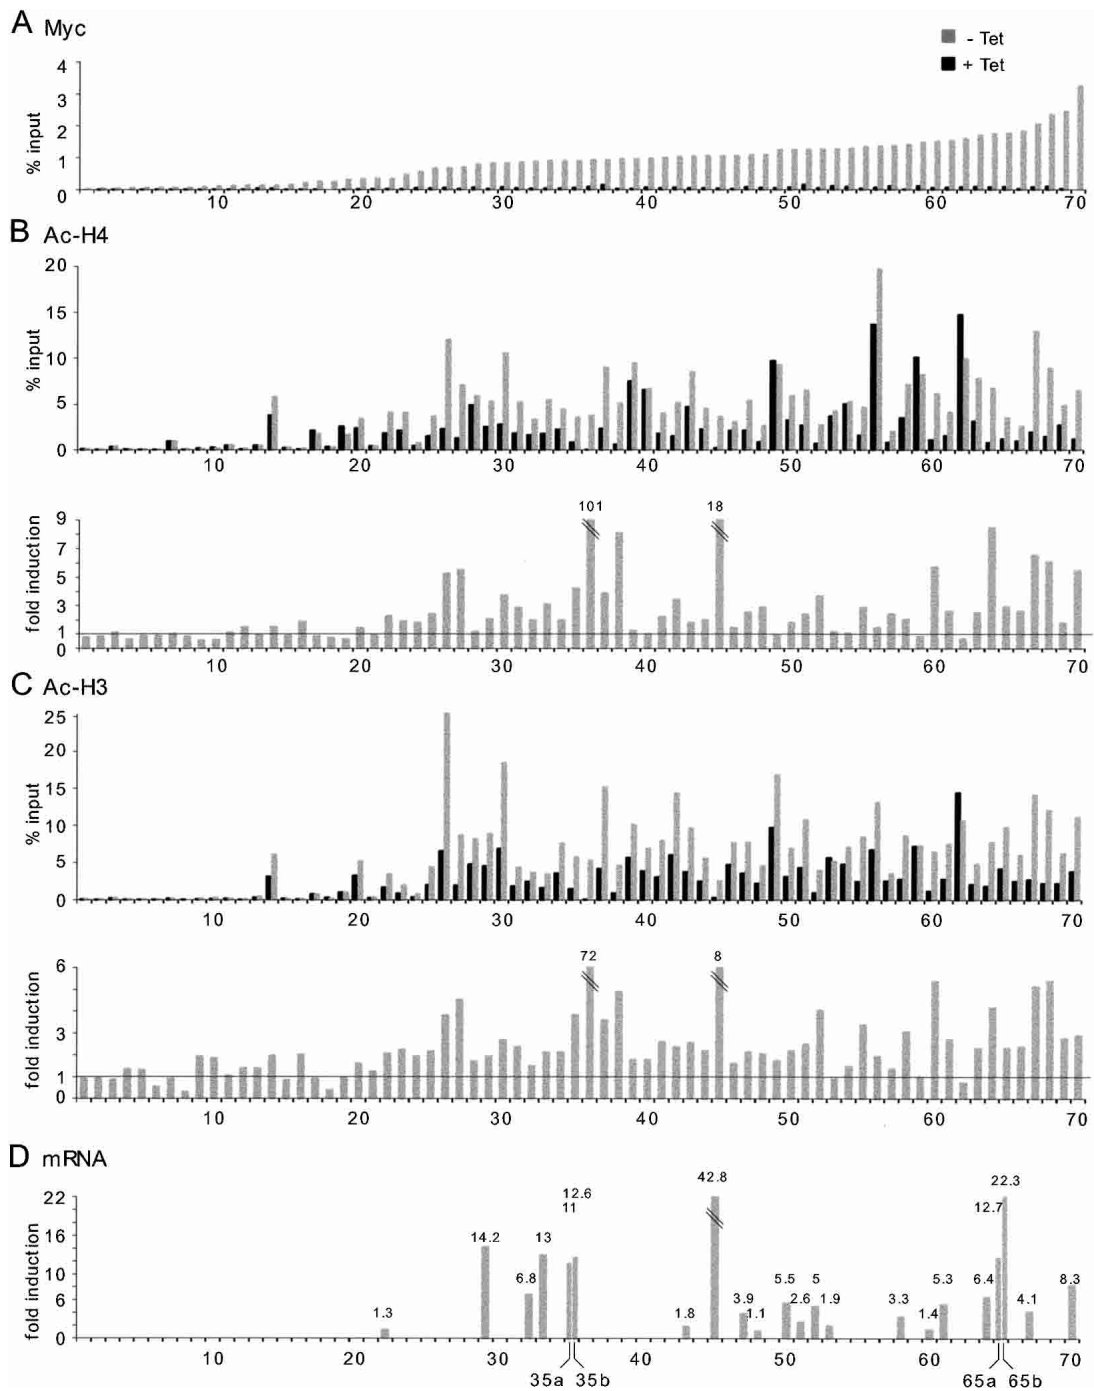 A Myc
- Tet
+ Tet
% input
4
3
2
1
0
10 20 30 40 50 60 70
B Ac-H4
% input
20
15
10
5
0
10 20 30 40 50 60 70
101 18
fold induction
9
7
5
3
1
0
10 20 30 40 50 60 70
C Ac-H3
% input
25
20
15
10
5
0
10 20 30 40 50 60 70
72 8
fold induction
6
3
1
0
10 20 30 40 50 60 70
D mRNA
fold induction
22
16
10
6
0
1.3 14.2 6.8 13 12.6 11 1.8 42.8 3.9 1.1 5.5 2.6 5 1.9 3.3 1.4 5.3 6.4 12.7 22.3 4.1 8.3
10 20 30 40 50 60 70
35a 35b 65a 65b